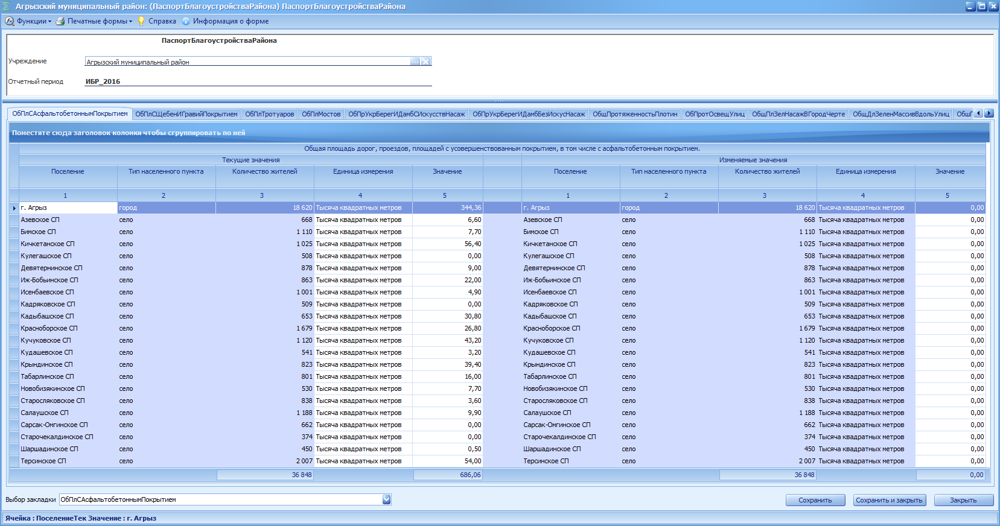 Агрызский муниципальный район: (ПаспортБлагоустройстваРайона) ПаспортБлагоустройстваРайона
Функции Печатные формы Справка Информация о форме
ПаспортБлагоустройстваРайона
Учреждение Агрызский муниципальный район
Отчетный период ИБР_2016
ОбПлСАсфальтобетоннымПокрытием ОбПлСЩебенИГравийПокрытием ОбПлТротуаров ОбПлМостов ОбПрУкрБерегИДамбСИскусствНасаж ОбПрУкрБерегИДамбБезИскусНасаж ОбщПротяженностьПлотин ОбПротОсвещУлиц ОбщПлЗелНасажВГородЧерте ОбщДлЗеленМассивВдольУлиц
Поместите сюда заголовок колонки чтобы сгруппировать по ней
Общая площадь дорог, проездов, площадей с усовершенствованным покрытием, в том числе с асфальтобетонным покрытием.
Текущие значения Изменяемые значения
Поселение Тип населенного пункта Количество жителей Единица измерения Значение Поселение Тип населенного пункта Количество жителей Единица измерения Значение
1 2 3 4 5 1 2 3 4 5
г. Агрыз город 18 620 Тысяча квадратных метров 344,36 г. Агрыз город 18 620 Тысяча квадратных метров 0,00
Азевское СП село 668 Тысяча квадратных метров 6,60 Азевское СП село 668 Тысяча квадратных метров 0,00
Бимское СП село 1 110 Тысяча квадратных метров 7,70 Бимское СП село 1 110 Тысяча квадратных метров 0,00
Кичкетанское СП село 1 025 Тысяча квадратных метров 56,40 Кичкетанское СП село 1 025 Тысяча квадратных метров 0,00
Кулегашское СП село 508 Тысяча квадратных метров 0,00 Кулегашское СП село 508 Тысяча квадратных метров 0,00
Девятернинское СП село 878 Тысяча квадратных метров 9,00 Девятернинское СП село 878 Тысяча квадратных метров 0,00
Иж-Бобьинское СП село 863 Тысяча квадратных метров 22,00 Иж-Бобьинское СП село 863 Тысяча квадратных метров 0,00
Исенбаевское СП село 1 001 Тысяча квадратных метров 4,90 Исенбаевское СП село 1 001 Тысяча квадратных метров 0,00
Кадряковское СП село 509 Тысяча квадратных метров 0,00 Кадряковское СП село 509 Тысяча квадратных метров 0,00
Кадыбашское СП село 653 Тысяча квадратных метров 30,80 Кадыбашское СП село 653 Тысяча квадратных метров 0,00
Красноборское СП село 1 679 Тысяча квадратных метров 26,80 Красноборское СП село 1 679 Тысяча квадратных метров 0,00
Кучуковское СП село 1 120 Тысяча квадратных метров 43,20 Кучуковское СП село 1 120 Тысяча квадратных метров 0,00
Кудашевское СП село 541 Тысяча квадратных метров 3,20 Кудашевское СП село 541 Тысяча квадратных метров 0,00
Крындинское СП село 823 Тысяча квадратных метров 39,40 Крындинское СП село 823 Тысяча квадратных метров 0,00
Табарлинское СП село 801 Тысяча квадратных метров 16,00 Табарлинское СП село 801 Тысяча квадратных метров 0,00
Новобизякинское СП село 530 Тысяча квадратных метров 7,70 Новобизякинское СП село 530 Тысяча квадратных метров 0,00
Старосляковское СП село 838 Тысяча квадратных метров 3,60 Старосляковское СП село 838 Тысяча квадратных метров 0,00
Салаушское СП село 1 188 Тысяча квадратных метров 9,90 Салаушское СП село 1 188 Тысяча квадратных метров 0,00
Сарсак-Омгинское СП село 662 Тысяча квадратных метров 0,00 Сарсак-Омгинское СП село 662 Тысяча квадратных метров 0,00
Старочекалдинское СП село 374 Тысяча квадратных метров 0,00 Старочекалдинское СП село 374 Тысяча квадратных метров 0,00
Шаршадинское СП село 450 Тысяча квадратных метров 0,50 Шаршадинское СП село 450 Тысяча квадратных метров 0,00
Терсинское СП село 2 007 Тысяча квадратных метров 54,00 Терсинское СП село 2 007 Тысяча квадратных метров 0,00
36 848 686,06 36 848 0,00
Выбор закладки ОбПлСАсфальтобетоннымПокрытием Сохранить Сохранить и закрыть Закрыть
Ячейка : ПоселениеТек Значение : г. Агрыз